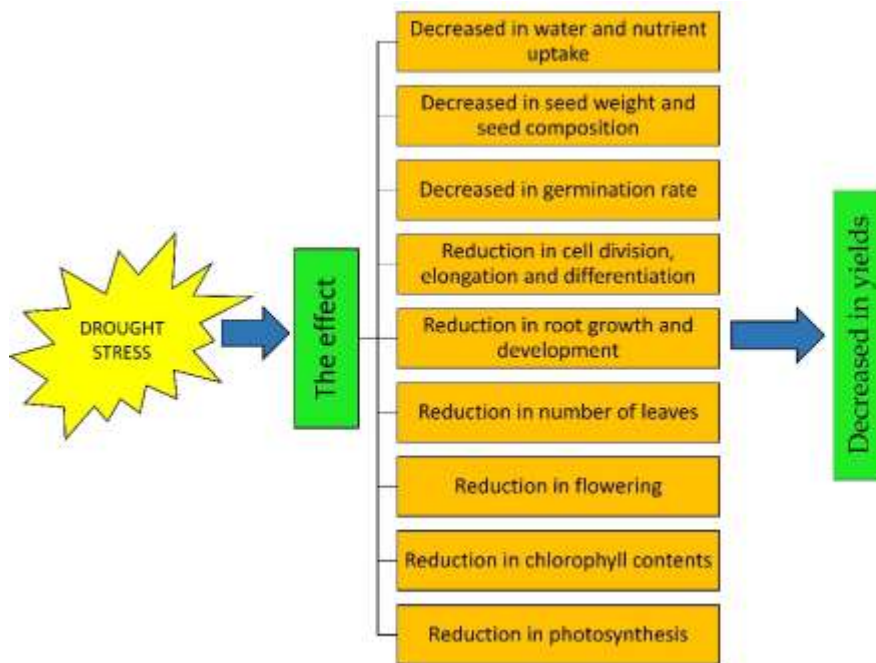 DROUGHT
STRESS
The effect
Decreased in water and nutrient
uptake
Decreased in seed weight and
seed composition
Decreased in germination rate
Reduction in cell division,
elongation and differentiation
Reduction in root growth and
development
Reduction in number of leaves
Reduction in flowering
Reduction in chlorophyll contents
Reduction in photosynthesis
Decreased in yields